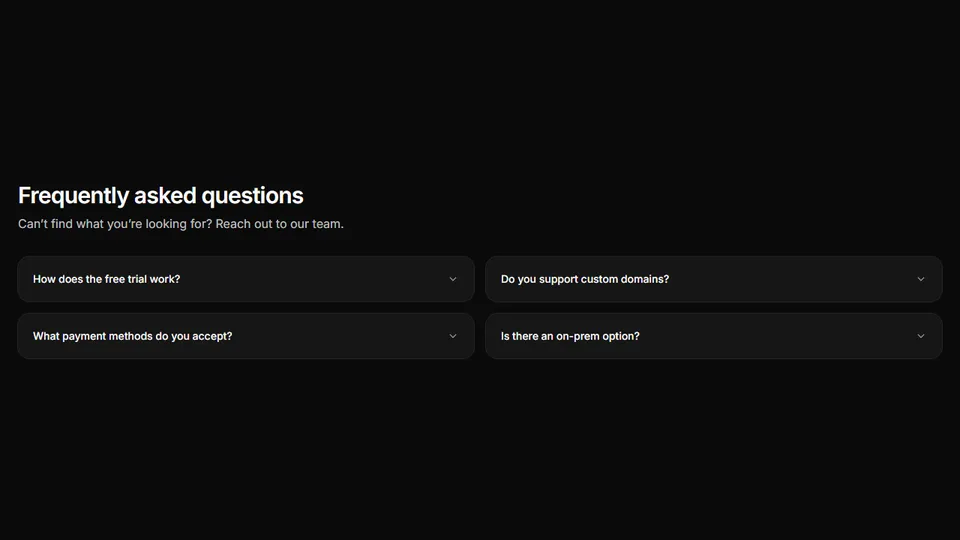 Frequently asked questions
Can’t find what you’re looking for? Reach out to our team.
How does the free trial work?
Do you support custom domains?
What payment methods do you accept?
Is there an on-prem option?